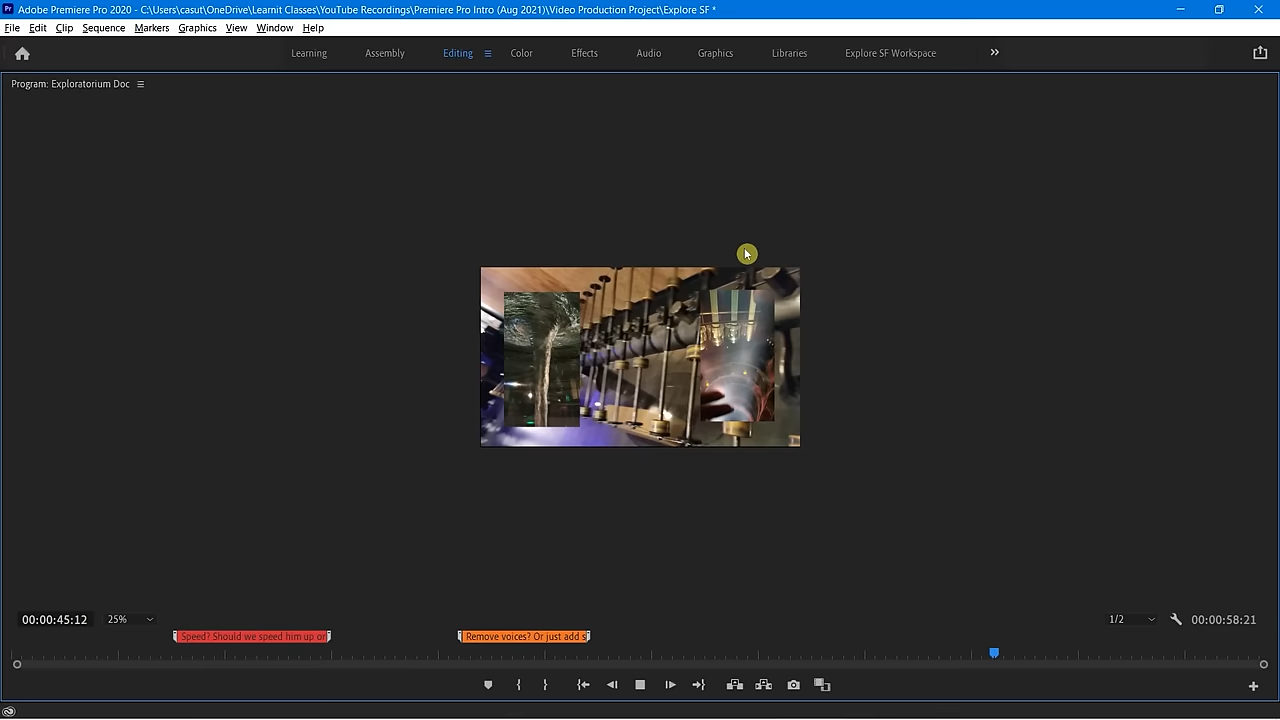 Adobe Premiere Pro 2020 - C:\Users\casut\OneDrive\Learnit Classes\YouTube Recordings\Premiere Pro Intro (Aug 2021)\Video Production Project\Explore SF *
File Edit Clip Sequence Markers Graphics View Window Help
Learning Assembly Editing Color Effects Audio Graphics Libraries Explore SF Workspace
Program: Exploratorium Doc
00:00:45:12 25% 1/2 00:00:58:21
Speed? Should we speed him up or Remove voices? Or just add s